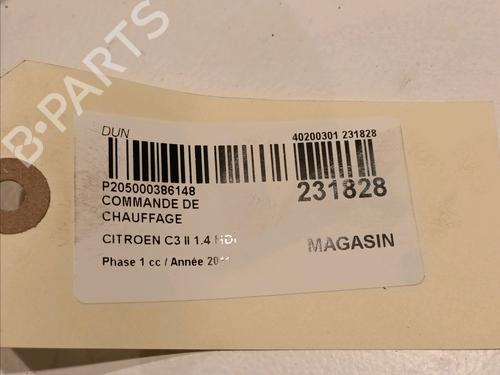 B-PARTS
DUN
40200301 231828
P205000386148
COMMANDE DE
CHAUFFAGE
231828
CITROEN C3 II 1.4 HDi
MAGASIN
Phase 1 cc / Année